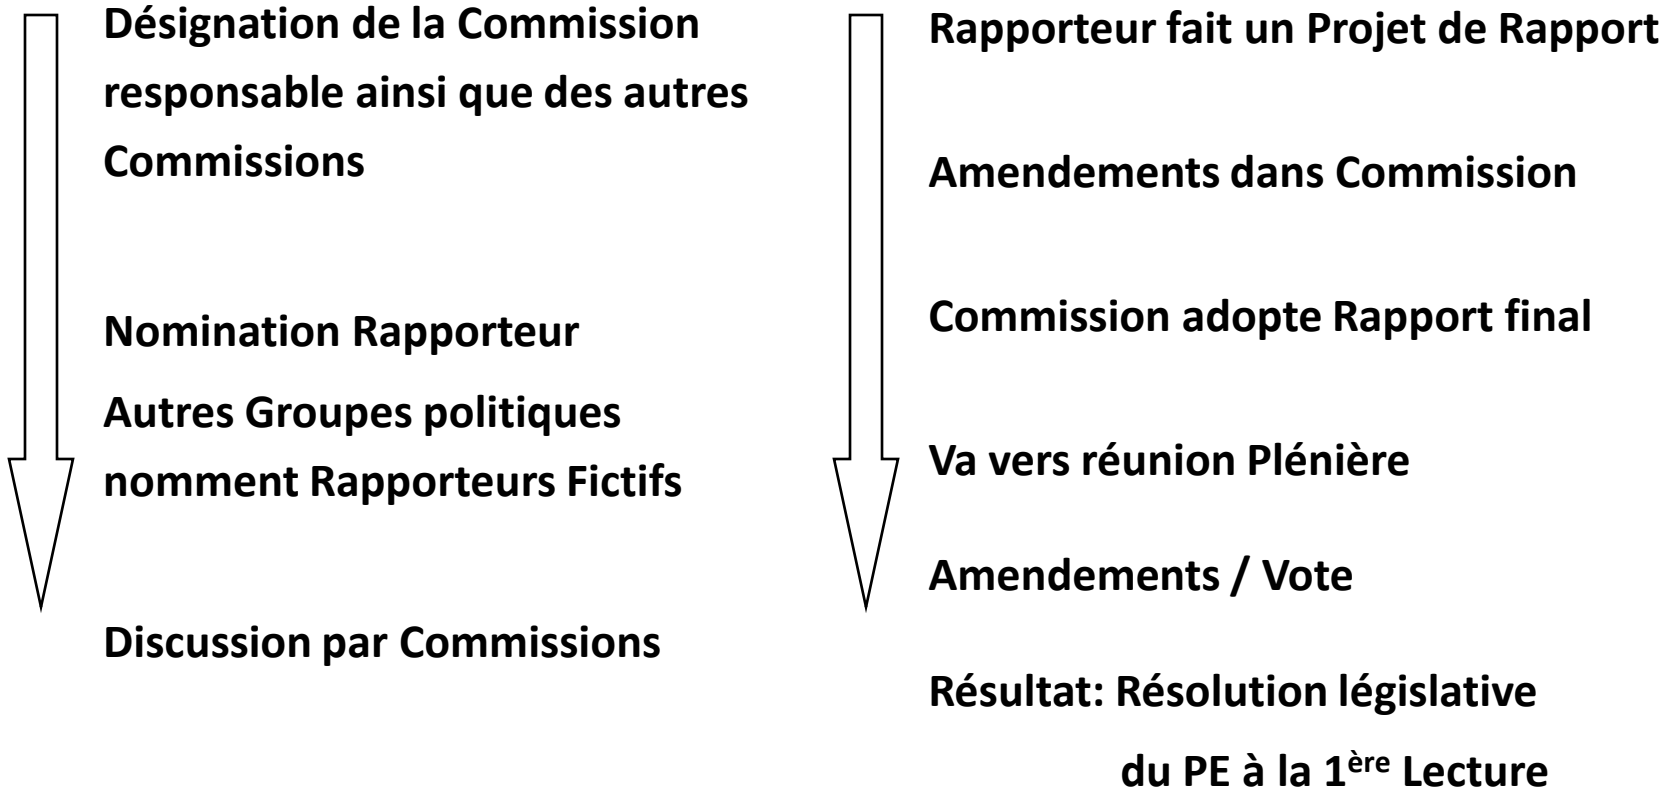 Désignation de la Commission
responsable ainsi que des autres
Commissions
Nomination Rapporteur
Autres Groupes politiques
nomment Rapporteurs Fictifs
Discussion par Commissions
Rapporteur fait un Projet de Rapport
Amendements dans Commission
Commission adopte Rapport final
Va vers réunion Plénière
Amendements / Vote
Résultat: Résolution législative
du PE à la 1ère Lecture